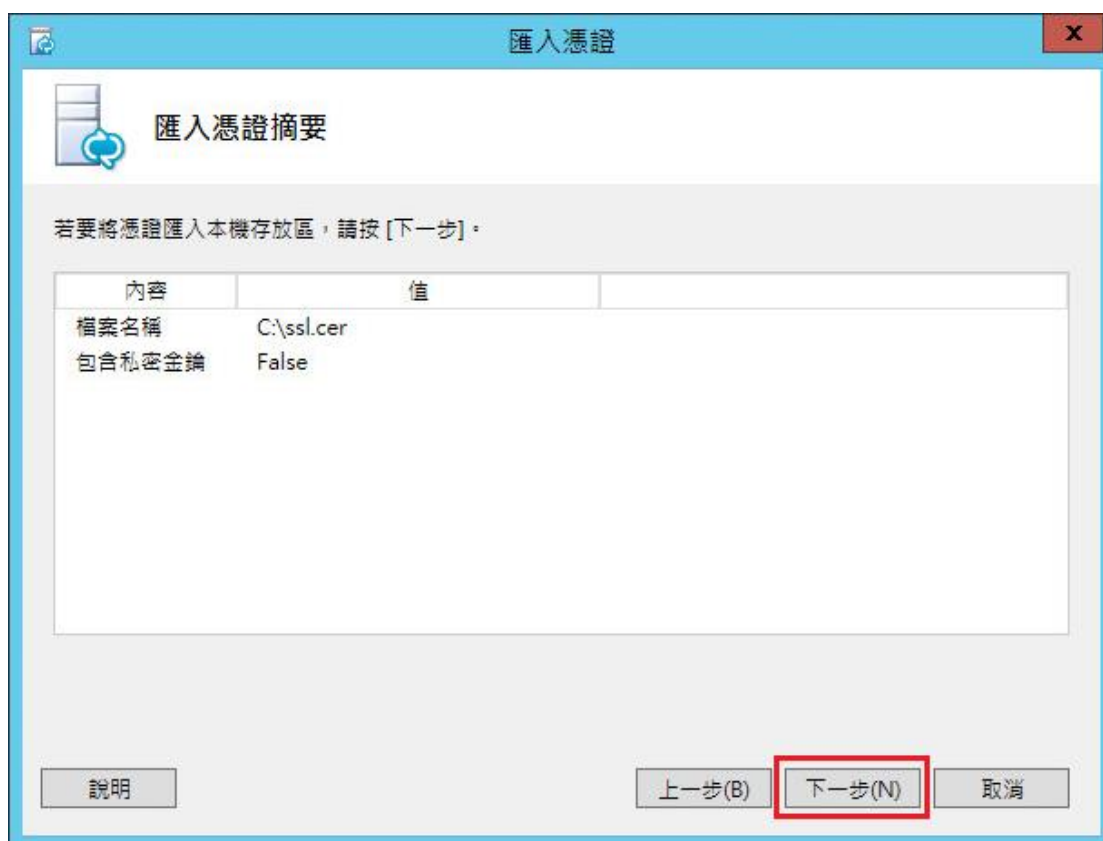 匯入憑證
x
匯入憑證摘要
若要將憑證匯入本機存放區，請按 [下一步]。
內容 值
檔案名稱 C:\ssl.cer
包含私密金鑰 False
說明 上一步(B) 下一步(N) 取消